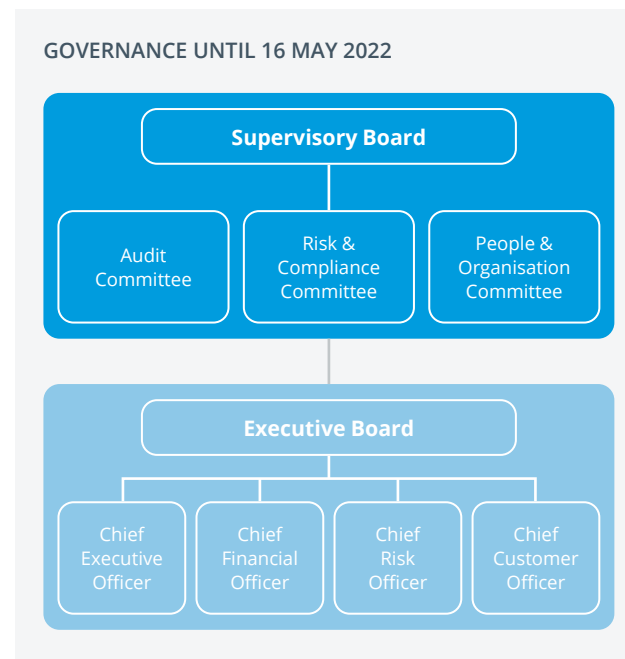 GOVERNANCE UNTIL 16 MAY 2022
Supervisory Board
Audit
Committee
Risk &
Compliance
Committee
People &
Organisation
Committee
Executive Board
Chief
Executive
Officer
Chief
Financial
Officer
Chief
Risk
Officer
Chief
Customer
Officer